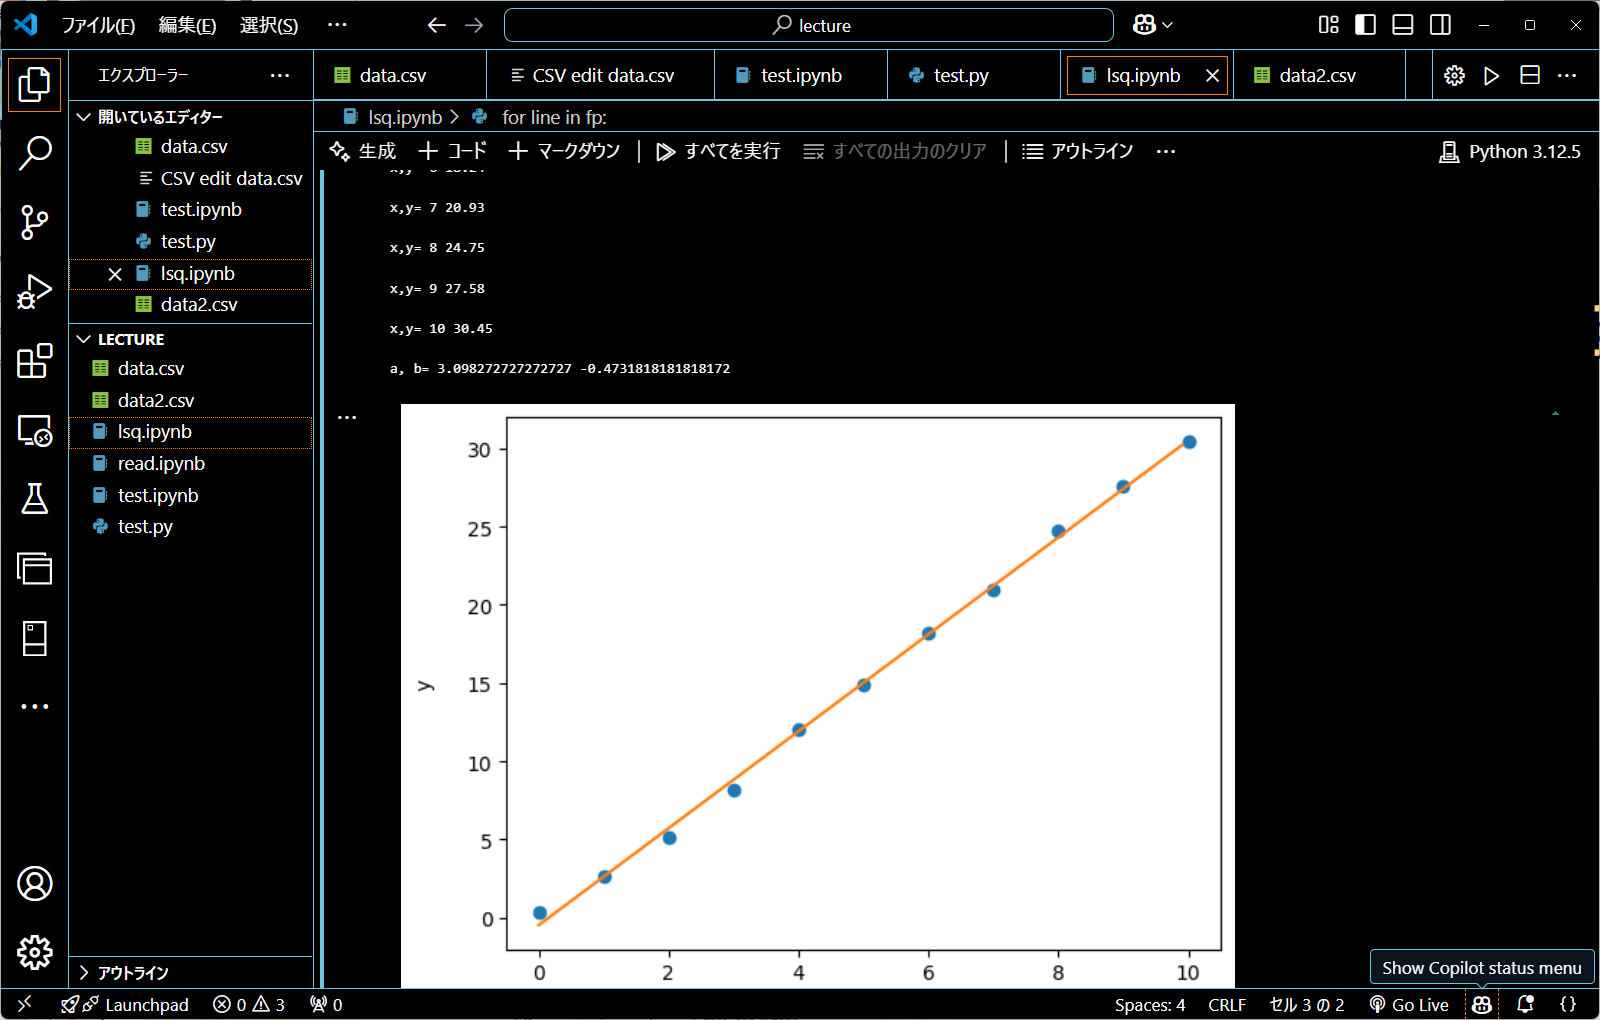 ファイル(F) 編集(E) 選択(S) ··· lecture
エクスプローラー ···
data.csv CSV edit data.csv test.ipynb test.py lsq.ipynb data2.csv ···
開いているエディター
data.csv
CSV edit data.csv
test.ipynb
test.py
lsq.ipynb
data2.csv
LECTURE
data.csv
data2.csv
lsq.ipynb
read.ipynb
test.ipynb
test.py
アウトライン
lsq.ipynb > for line in fp:
生成 + コード + マークダウン | すべてを実行 すべての出力のクリア | アウトライン ··· Python 3.12.5
x,y= 7 20.93
x,y= 8 24.75
x,y= 9 27.58
x,y= 10 30.45
a, b= 3.098272727272727 -0.4731818181818172
30
25
20
15
10
5
0
y
0 2 4 6 8 10
Show Copilot status menu
Launchpad 0 3 0 Spaces: 4 CRLF セル 3 の 2 Go Live {}